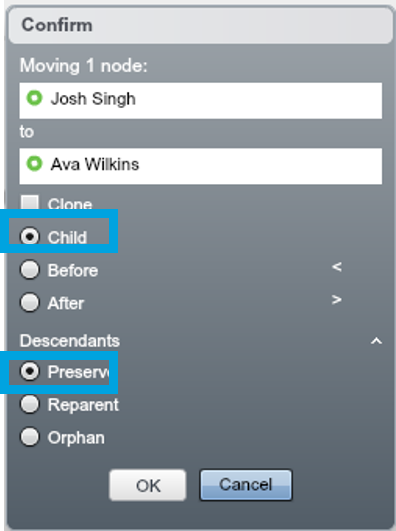 Confirm
Moving 1 node:
Josh Singh
to
Ava Wilkins
Clone
Child
Before <
After >
Descendants
Preserv
Reparent
Orphan
OK Cancel